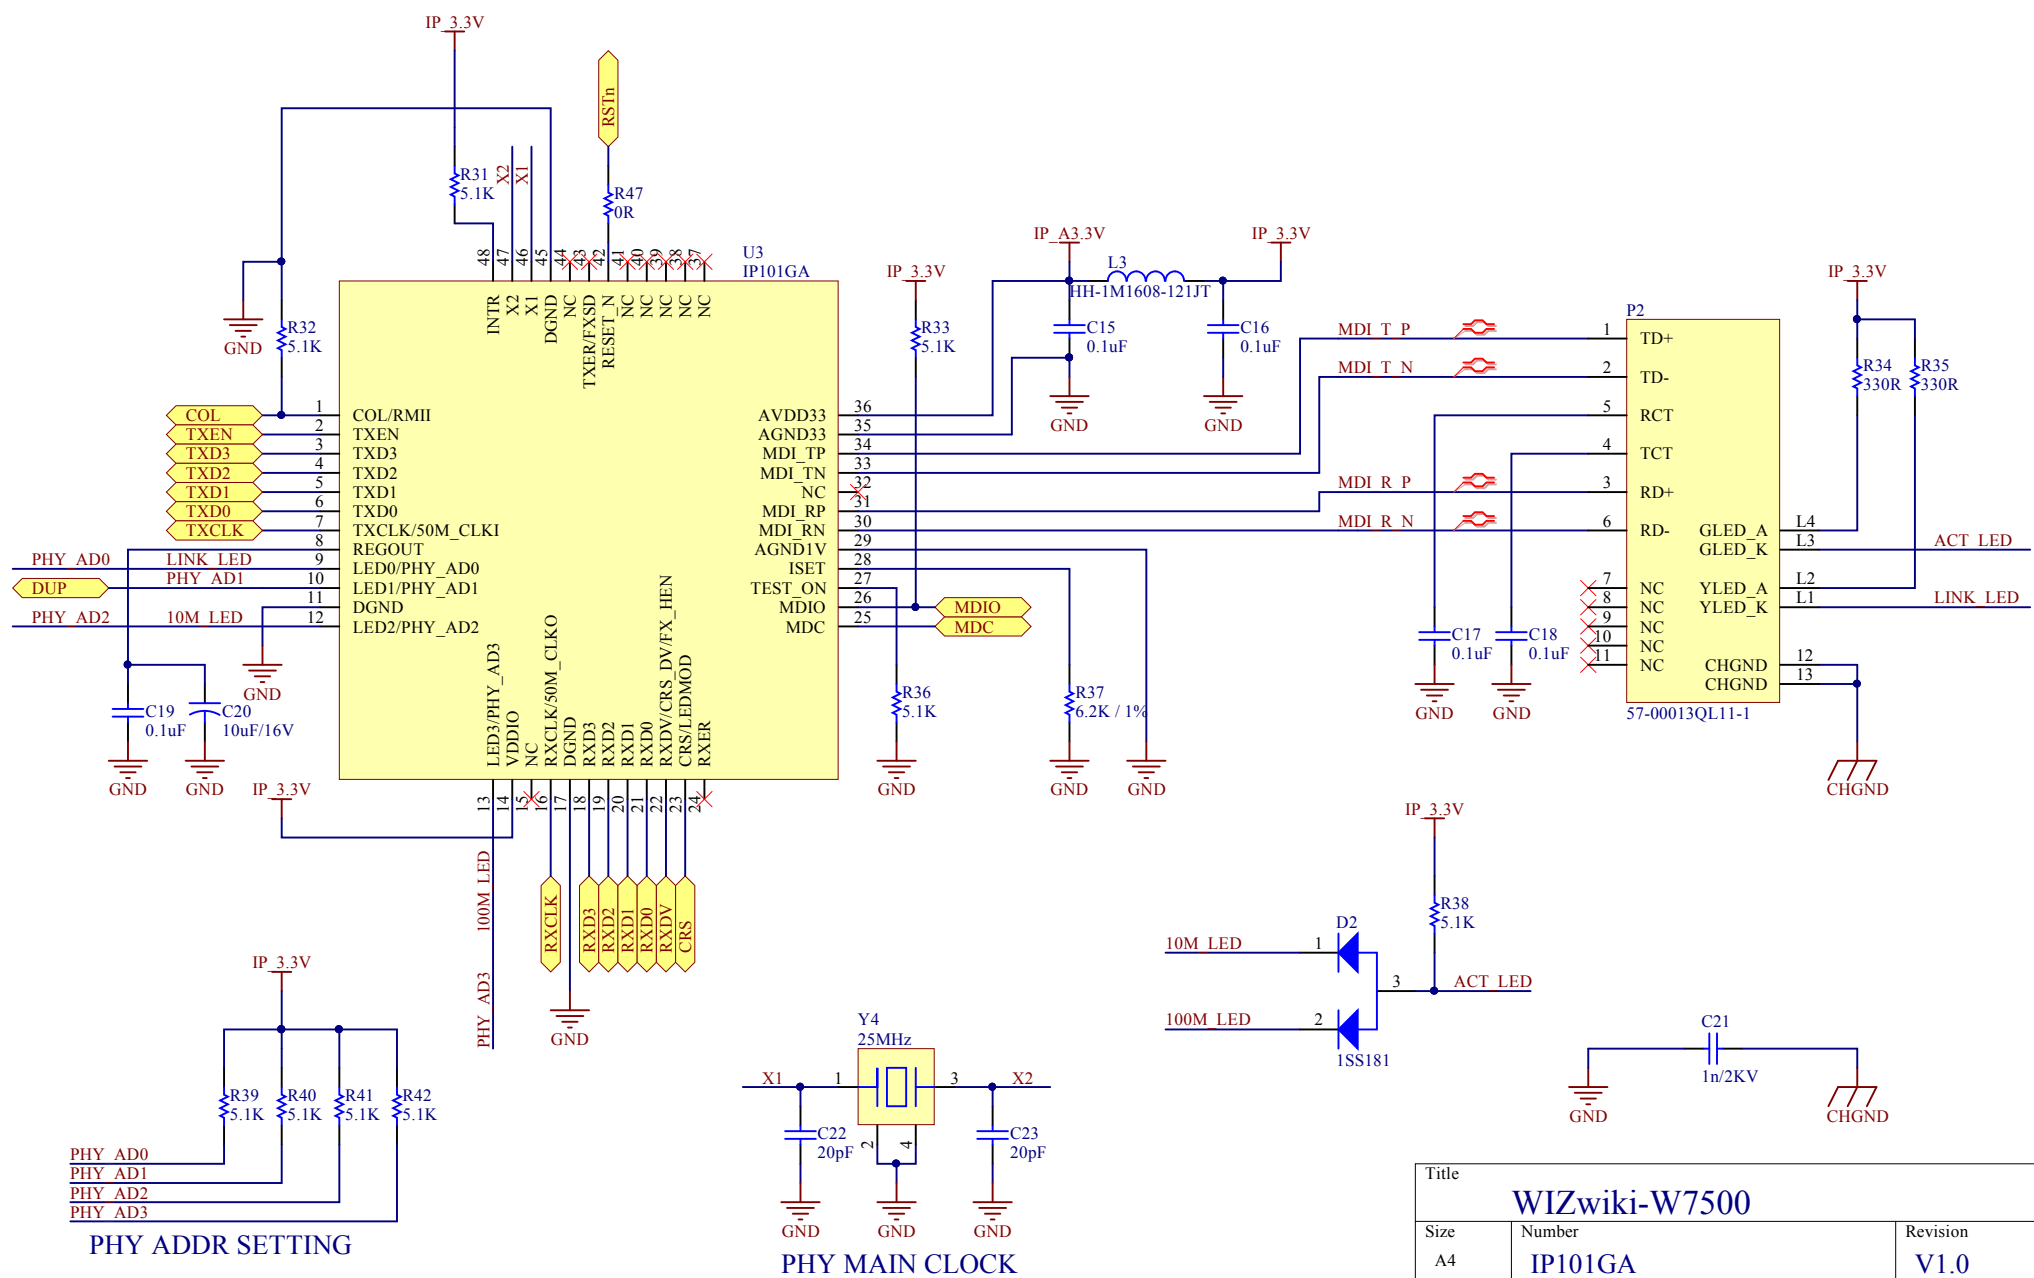 IP_3.3V
RSTn
R31
5.1K
X2
X1
R47
0R
48
47
46
45
44
43
42
41
40
39
38
37
U3
IP101GA
INTR
X2
X1
DGND
NC
TXER/FXSD
RESET_N
NC
NC
NC
NC
NC
GND
R32
5.1K
COL
TXEN
TXD3
TXD2
TXD1
TXD0
TXCLK
1 COL/RMII
2 TXEN
3 TXD3
4 TXD2
5 TXD1
6 TXD0
7 TXCLK/50M_CLKI
8 REGOUT
9 LED0/PHY_AD0
10 LED1/PHY_AD1
11 DGND
12 LED2/PHY_AD2
PHY_AD0 LINK_LED
DUP PHY_AD1
PHY_AD2 10M_LED
GND
C19
0.1uF
C20
10uF/16V
GND
GND
AVDD33 36
AGND33 35
MDI_TP 34
MDI_TN 33
NC 32
MDI_RP 31
MDI_RN 30
AGND1V 29
ISET 28
TEST_ON 27
MDIO 26
MDC 25
MDIO
MDC
LED3/PHY_AD3
VDDIO
NC
RXCLK/50M_CLKO
DGND
RXD3
RXD2
RXD1
RXD0
RXDV/CRS_DV/FX_HEN
CRS/LEDMOD
RXER
13
14
15
16
17
18
19
20
21
22
23
24
IP_3.3V
100M_LED
PHY_AD3
RXCLK
RXD3
RXD2
RXD1
RXD0
RXDV
CRS
GND
IP_3.3V
R33
5.1K
IP_A3.3V
L3
HH-1M1608-121JT
IP_3.3V
C15
0.1uF
C16
0.1uF
GND
GND
R36
5.1K
R37
6.2K / 1%
GND
GND
GND
MDI_T_P
MDI_T_N
MDI_R_P
MDI_R_N
C17
0.1uF
C18
0.1uF
GND
GND
P2
1 TD+
2 TD-
5 RCT
4 TCT
3 RD+
6 RD-
7 NC
8 NC
9 NC
10 NC
11 NC
GLED_A L4
GLED_K L3
YLED_A L2
YLED_K L1
CHGND 12
CHGND 13
57-00013QL11-1
IP_3.3V
R34
330R
R35
330R
ACT_LED
LINK_LED
CHGND
IP_3.3V
R38
5.1K
D2
10M_LED 1
3 ACT_LED
100M_LED 2
1SS181
C21
1n/2KV
GND
CHGND
IP_3.3V
R39
5.1K
R40
5.1K
R41
5.1K
R42
5.1K
PHY_AD0
PHY_AD1
PHY_AD2
PHY_AD3
PHY ADDR SETTING
Y4
25MHz
X1 1 3 X2
2 4
C22
20pF
C23
20pF
GND
GND
GND
PHY MAIN CLOCK
Title
WIZwiki-W7500
Size Number Revision
A4 IP101GA V1.0